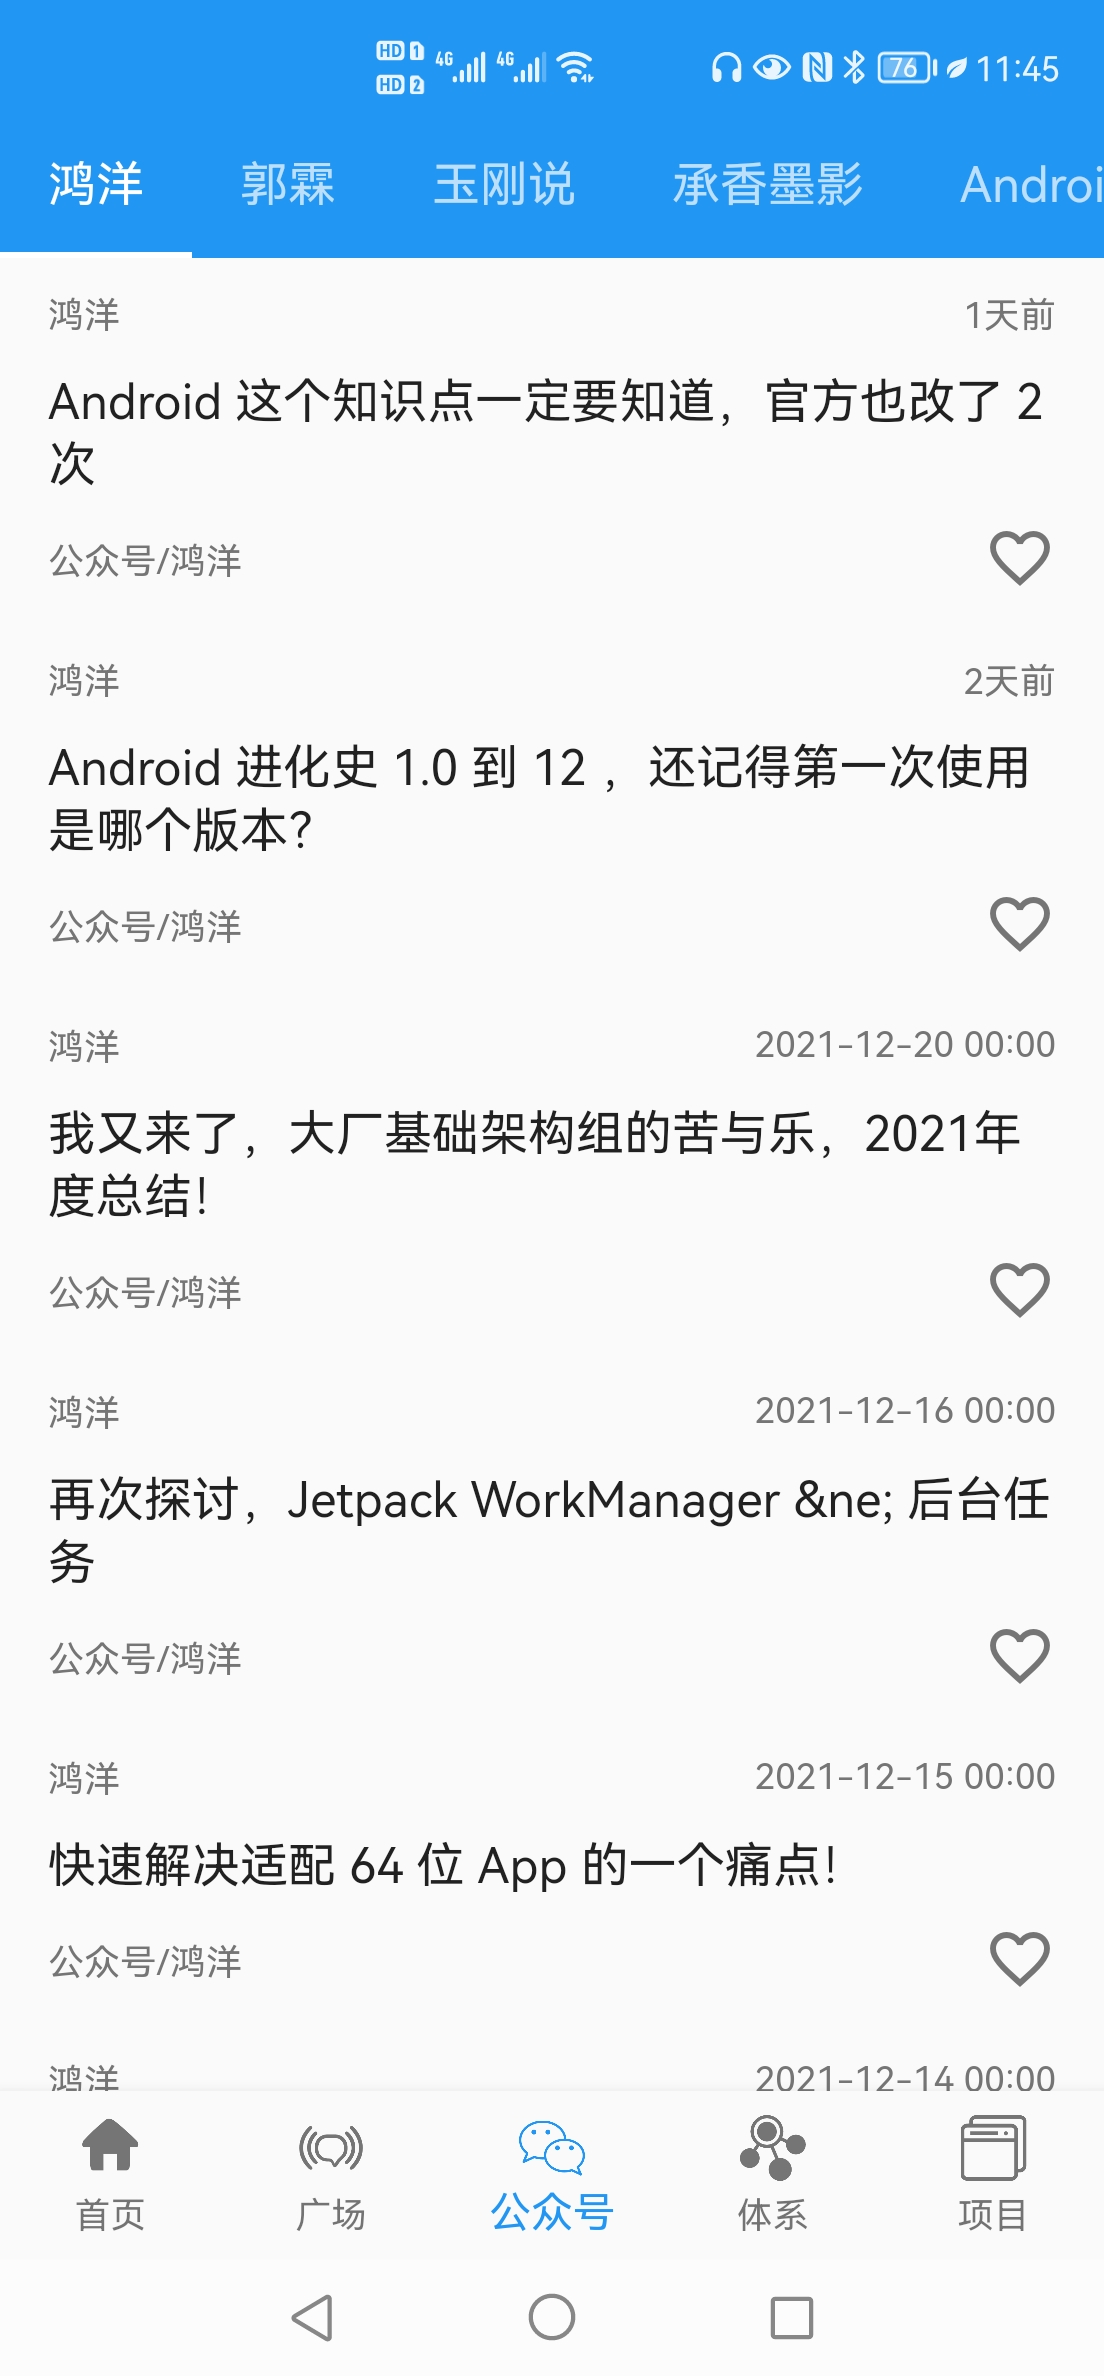 HD 1 4G 4G 76 11:45
HD 2
鸿洋 郭霖 玉刚说 承香墨影 Androi
鸿洋 1天前
Android 这个知识点一定要知道，官方也改了 2
次
公众号/鸿洋
鸿洋 2天前
Android 进化史 1.0 到 12 ，还记得第一次使用
是哪个版本？
公众号/鸿洋
鸿洋 2021-12-20 00:00
我又来了，大厂基础架构组的苦与乐，2021年
度总结！
公众号/鸿洋
鸿洋 2021-12-16 00:00
再次探讨，Jetpack WorkManager &ne; 后台任
务
公众号/鸿洋
鸿洋 2021-12-15 00:00
快速解决适配 64 位 App 的一个痛点！
公众号/鸿洋
鸿洋 2021-12-14 00:00
首页 广场 公众号 体系 项目